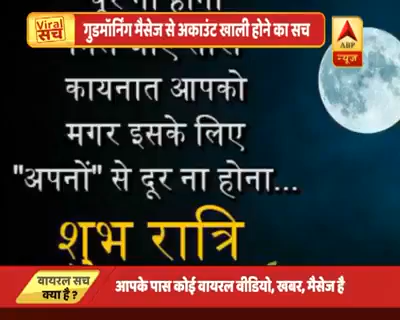 Viral
सच
गुडमॉर्निंग मैसेज से अकाउंट खाली होने का सच
abp
न्यूज़
दूर ना होना
कायनात आपको
मगर इसके लिए
"अपनों" से दूर ना होना...
शुभ रात्रि
वायरल सच
क्या है ?
आपके पास कोई वायरल वीडियो, खबर, मैसेज है